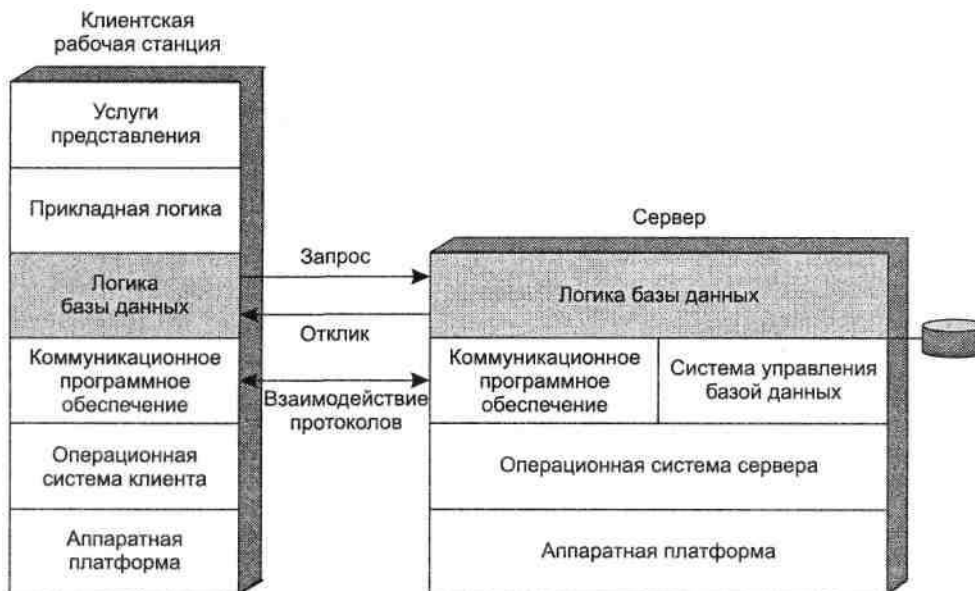 Клиентская
рабочая станция
Услуги
представления
Прикладная логика
Логика
базы данных
Коммуникационное
программное
обеспечение
Операционная
система клиента
Аппаратная
платформа
Запрос
Отклик
Взаимодействие
протоколов
Сервер
Логика базы данных
Коммуникационное
программное
обеспечение
Система управления
базой данных
Операционная система сервера
Аппаратная платформа